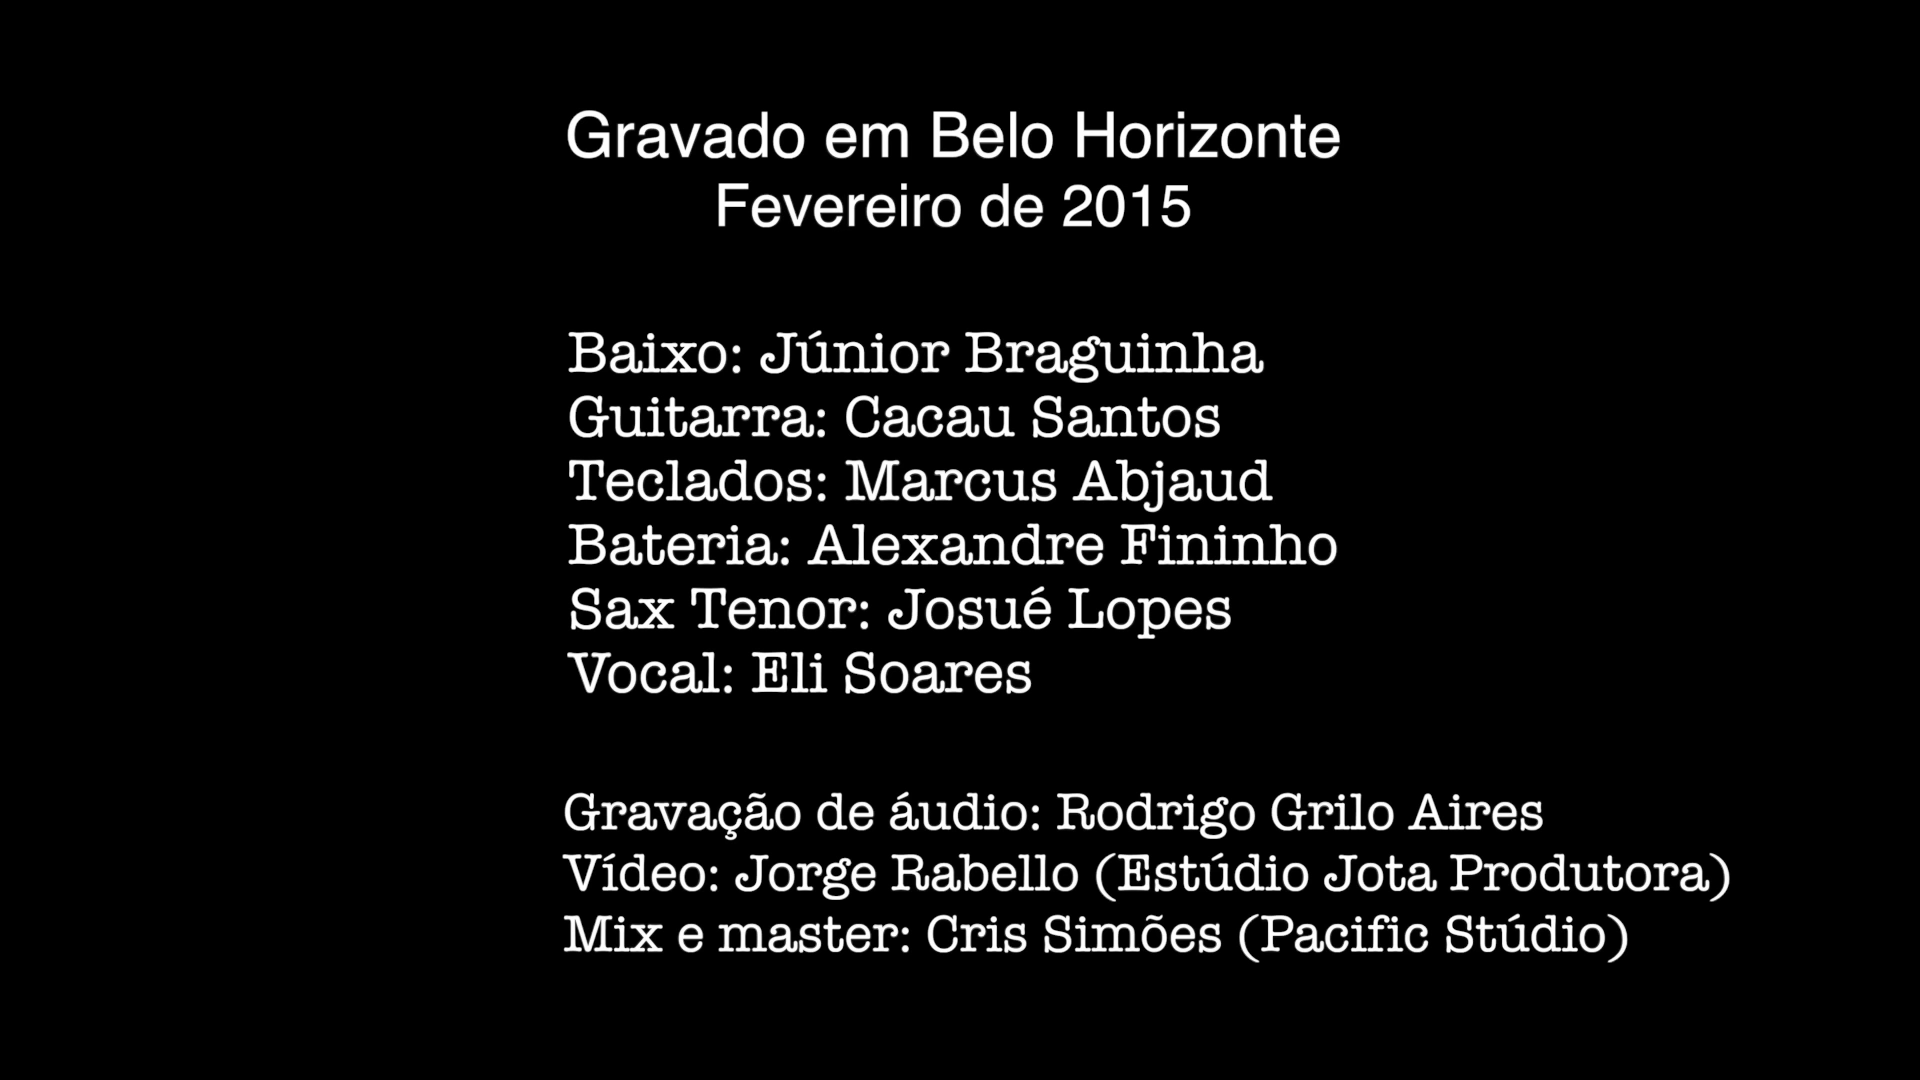 Gravado em Belo Horizonte
Fevereiro de 2015
Baixo: Júnior Braguinha
Guitarra: Cacau Santos
Teclados: Marcus Abjaud
Bateria: Alexandre Fininho
Sax Tenor: Josué Lopes
Vocal: Eli Soares
Gravação de áudio: Rodrigo Grilo Aires
Vídeo: Jorge Rabello (Estúdio Jota Produtora)
Mix e master: Cris Simões (Pacific Stúdio)